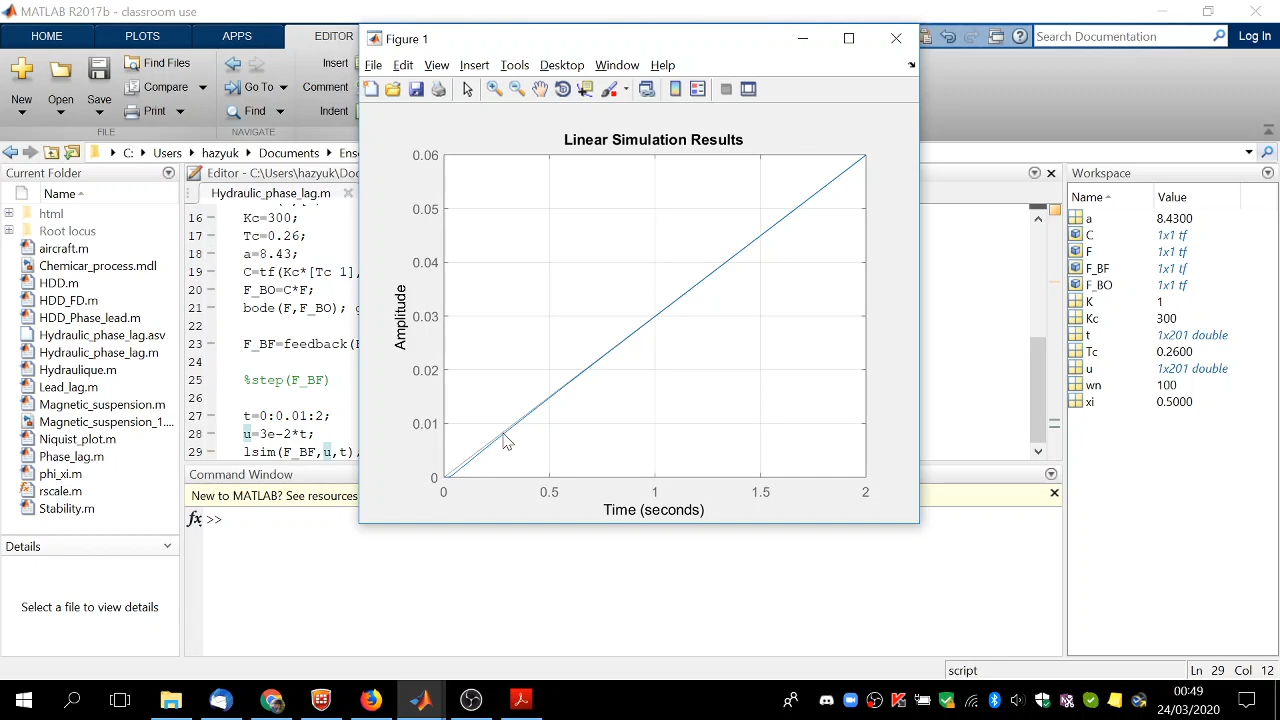 MATLAB R2017b - classroom use
HOME
PLOTS
APPS
EDITOR
Search Documentation
Log In
New
Open
Save
Find Files
Compare
Print
Insert
Comment
Indent
Go To
Find
FILE
NAVIGATE
C:
Users
hazyuk
Documents
Current Folder
Name
html
Root locus
aircraft.m
Chemicar_process.mdl
HDD.m
HDD_FD.m
HDD_Phase_lead.m
Hydraulic_phase_lag.asv
Hydraulic_phase_lag.m
Hydraulique.m
Lead_lag.m
Magnetic_suspension.m
Magnetic_suspension_1....
Niquist_plot.m
Phase_lag.m
phi_xi.m
rscale.m
Stability.m
Details
Select a file to view details
Editor - C:\Users\hazyuk\Doc
Hydraulic_phase_lag.m
16 Kc=300;
17 Tc=0.26;
18 a=8.43;
19 C=tf(Kc*[Tc 1],
20 F_BO=C*F;
21 bode(F,F_BO);
22
23 F_BF=feedback(
24
25 %step(F_BF)
26
27 t=0:0.01:2;
28 u=3e-2*t;
29 lsim(F_BF,u,t),
Command Window
New to MATLAB? See resources
fx >>
Figure 1
File Edit View Insert Tools Desktop Window Help
Linear Simulation Results
Amplitude
0.06
0.05
0.04
0.03
0.02
0.01
0
0 0.5 1 1.5 2
Time (seconds)
Workspace
Name Value
a 8.4300
C 1x1 tf
F 1x1 tf
F_BF 1x1 tf
F_BO 1x1 tf
K 1
Kc 300
t 1x201 double
Tc 0.2600
u 1x201 double
wn 100
xi 0.5000
script
Ln 29 Col 12
00:49
24/03/2020